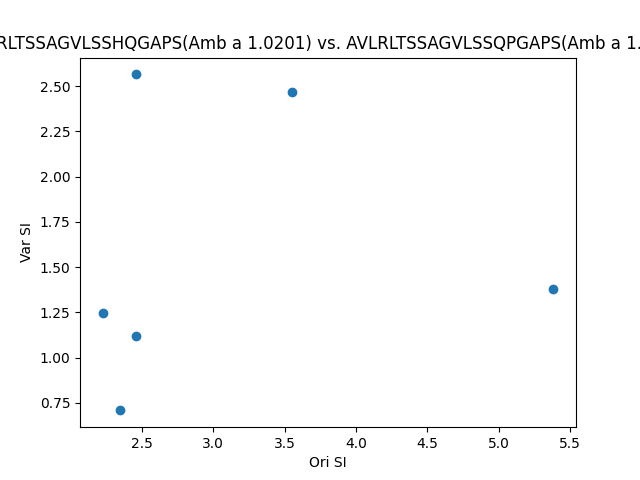 RLTSSAGVLSSHQGAPS(Amb a 1.0201) vs. AVLRLTSSAGVLSSQPGAPS(Amb a 1.
2.50
2.25
2.00
1.75
1.50
1.25
1.00
0.75
Var SI
2.5 3.0 3.5 4.0 4.5 5.0 5.5
Ori SI